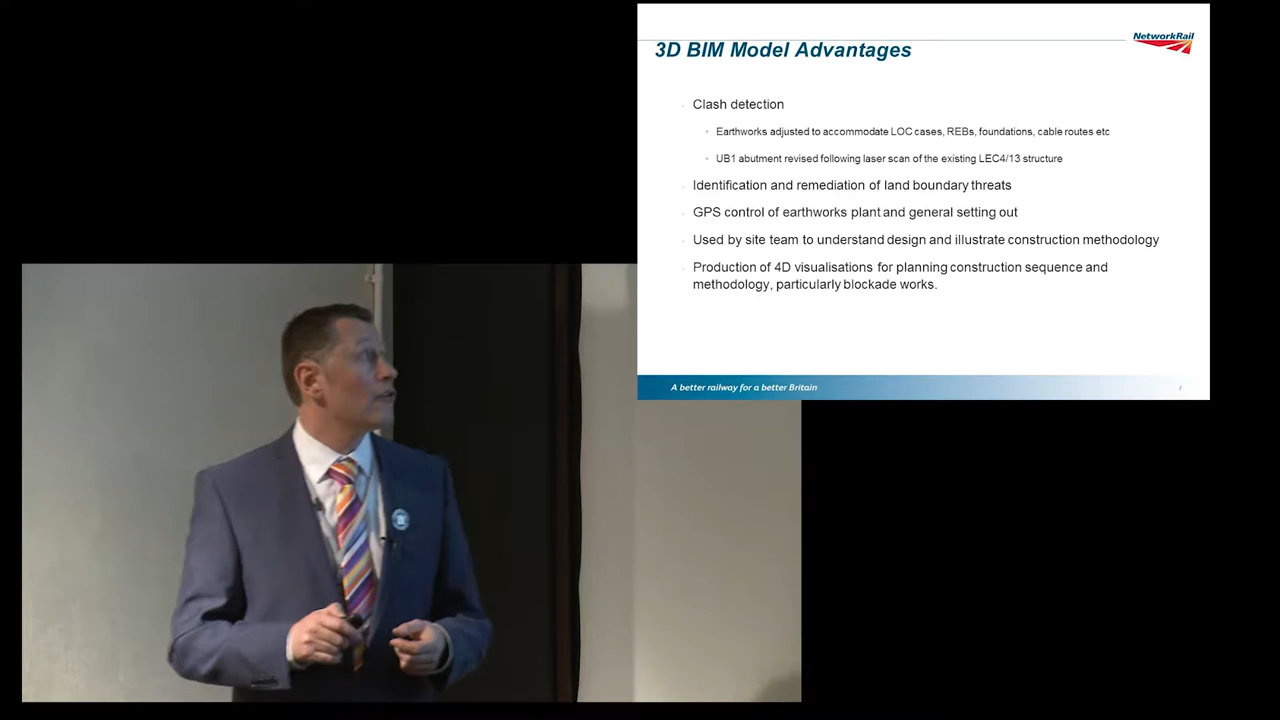 NetworkRail
3D BIM Model Advantages
Clash detection
Earthworks adjusted to accommodate LOC cases, REBs, foundations, cable routes etc
UB1 abutment revised following laser scan of the existing LEC4/13 structure
Identification and remediation of land boundary threats
GPS control of earthworks plant and general setting out
Used by site team to understand design and illustrate construction methodology
Production of 4D visualisations for planning construction sequence and
methodology, particularly blockade works.
A better railway for a better Britain